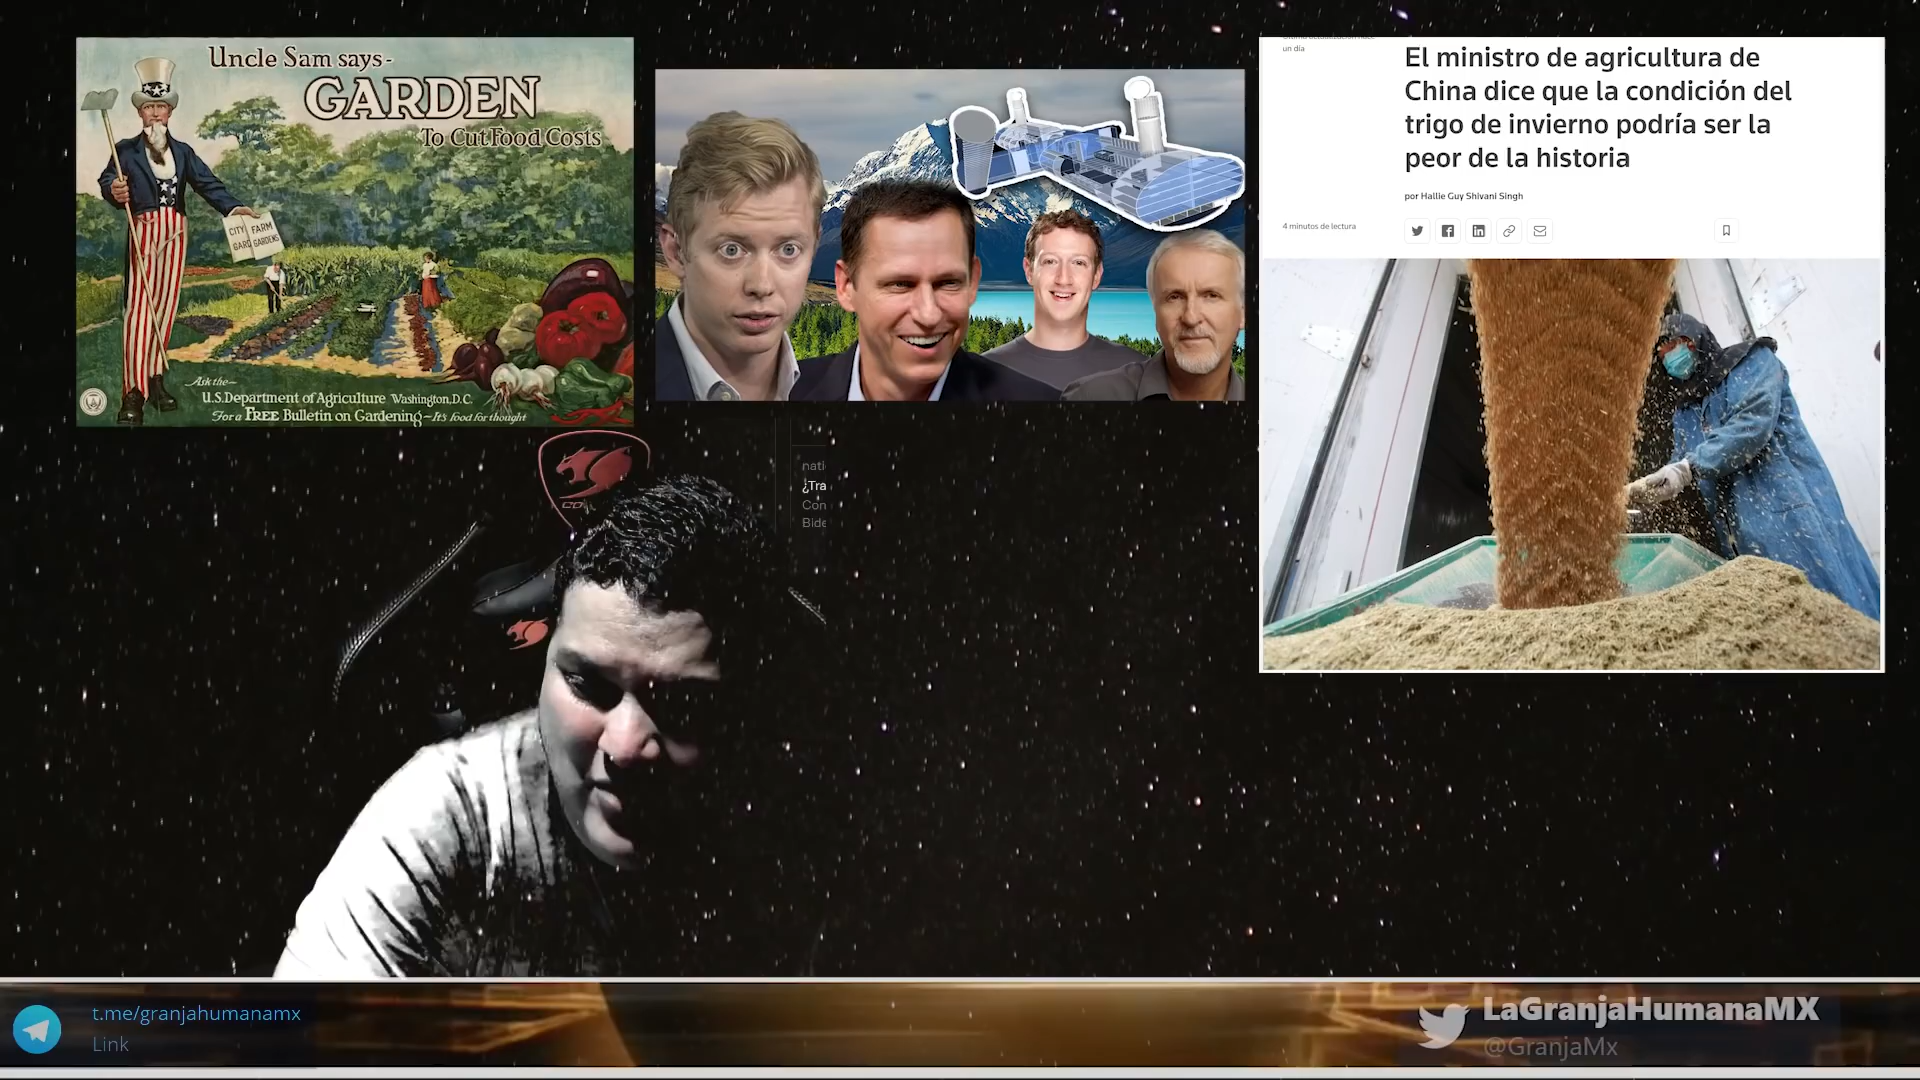 Uncle Sam says-
GARDEN
To Cut Food Costs
CITY
FARM
GARDENS
Ask the-
U.S. Department of Agriculture Washington, D.C.
For a FREE Bulletin on Gardening-It's food for thought
un día
El ministro de agricultura de
China dice que la condición del
trigo de invierno podría ser la
peor de la historia
por Hallie Guy Shivani Singh
4 minutos de lectura
nati
¿Tra
Con
Bide
t.me/granjahumanamx
Link
LaGranjaHumanaMX
@GranjaMx